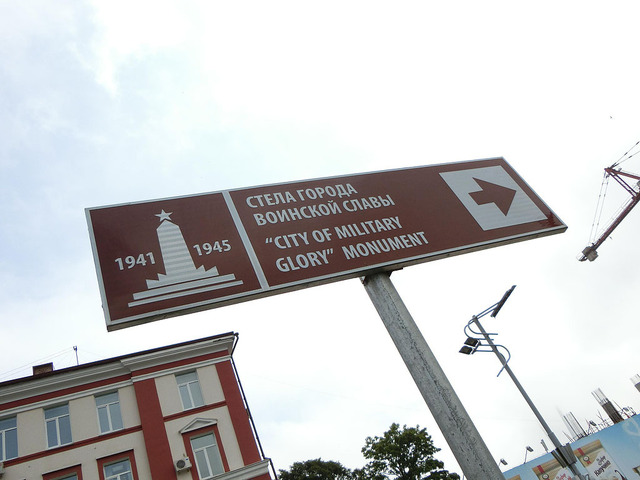 1941
1945
СТЕЛА ГОРОДА
ВОИНСКОЙ СЛАВЫ
"CITY OF MILITARY
GLORY" MONUMENT